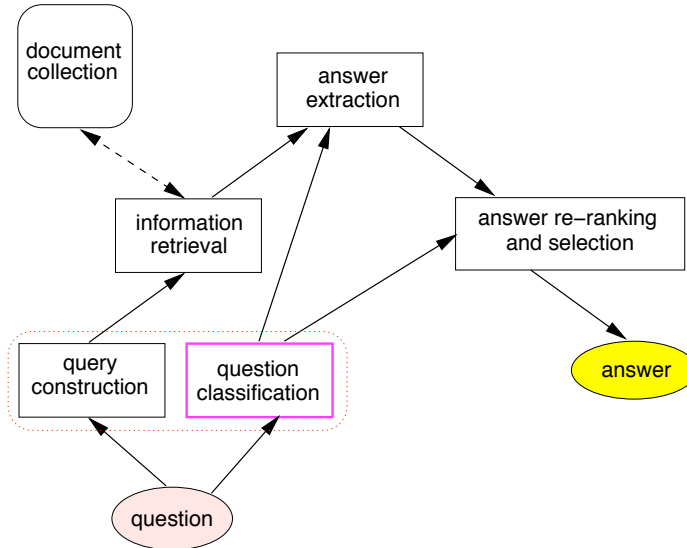 document
collection
answer
extraction
information
retrieval
answer re−ranking
and selection
query
construction
question
classification
answer
question